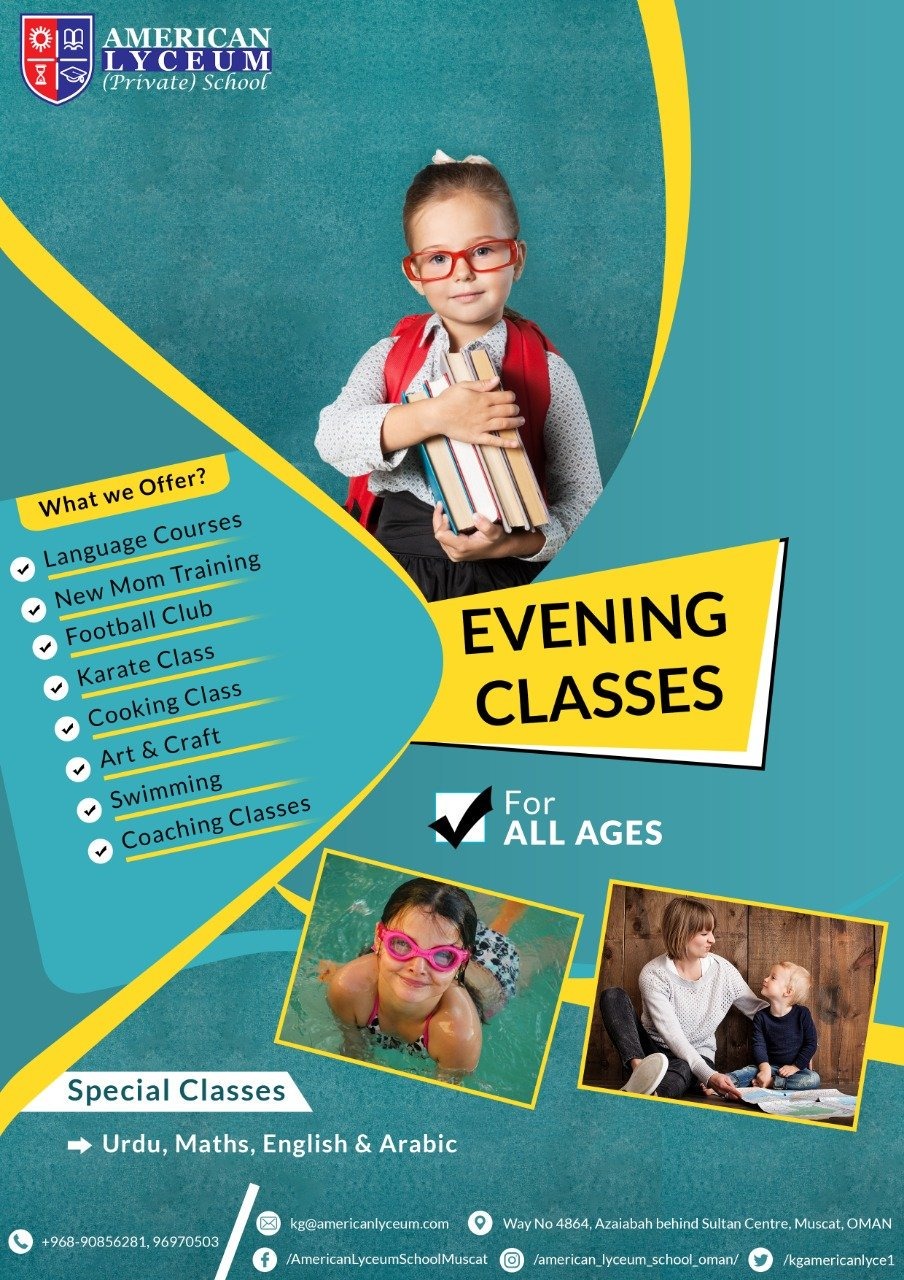 AMERICAN
LYCEUM
(Private) School
What we Offer?
Language Courses
New Mom Training
Football Club
Karate Class
Cooking Class
Art & Craft
Swimming
Coaching Classes
EVENING
CLASSES
For
ALL AGES
Special Classes
Urdu, Maths, English & Arabic
+968-90856281, 96970503
kg@americanlyceum.com
Way No 4864, Azaiabah behind Sultan Centre, Muscat, OMAN
/AmericanLyceumSchoolMuscat
/american_lyceum_school_oman/
/kgamericanlyce1